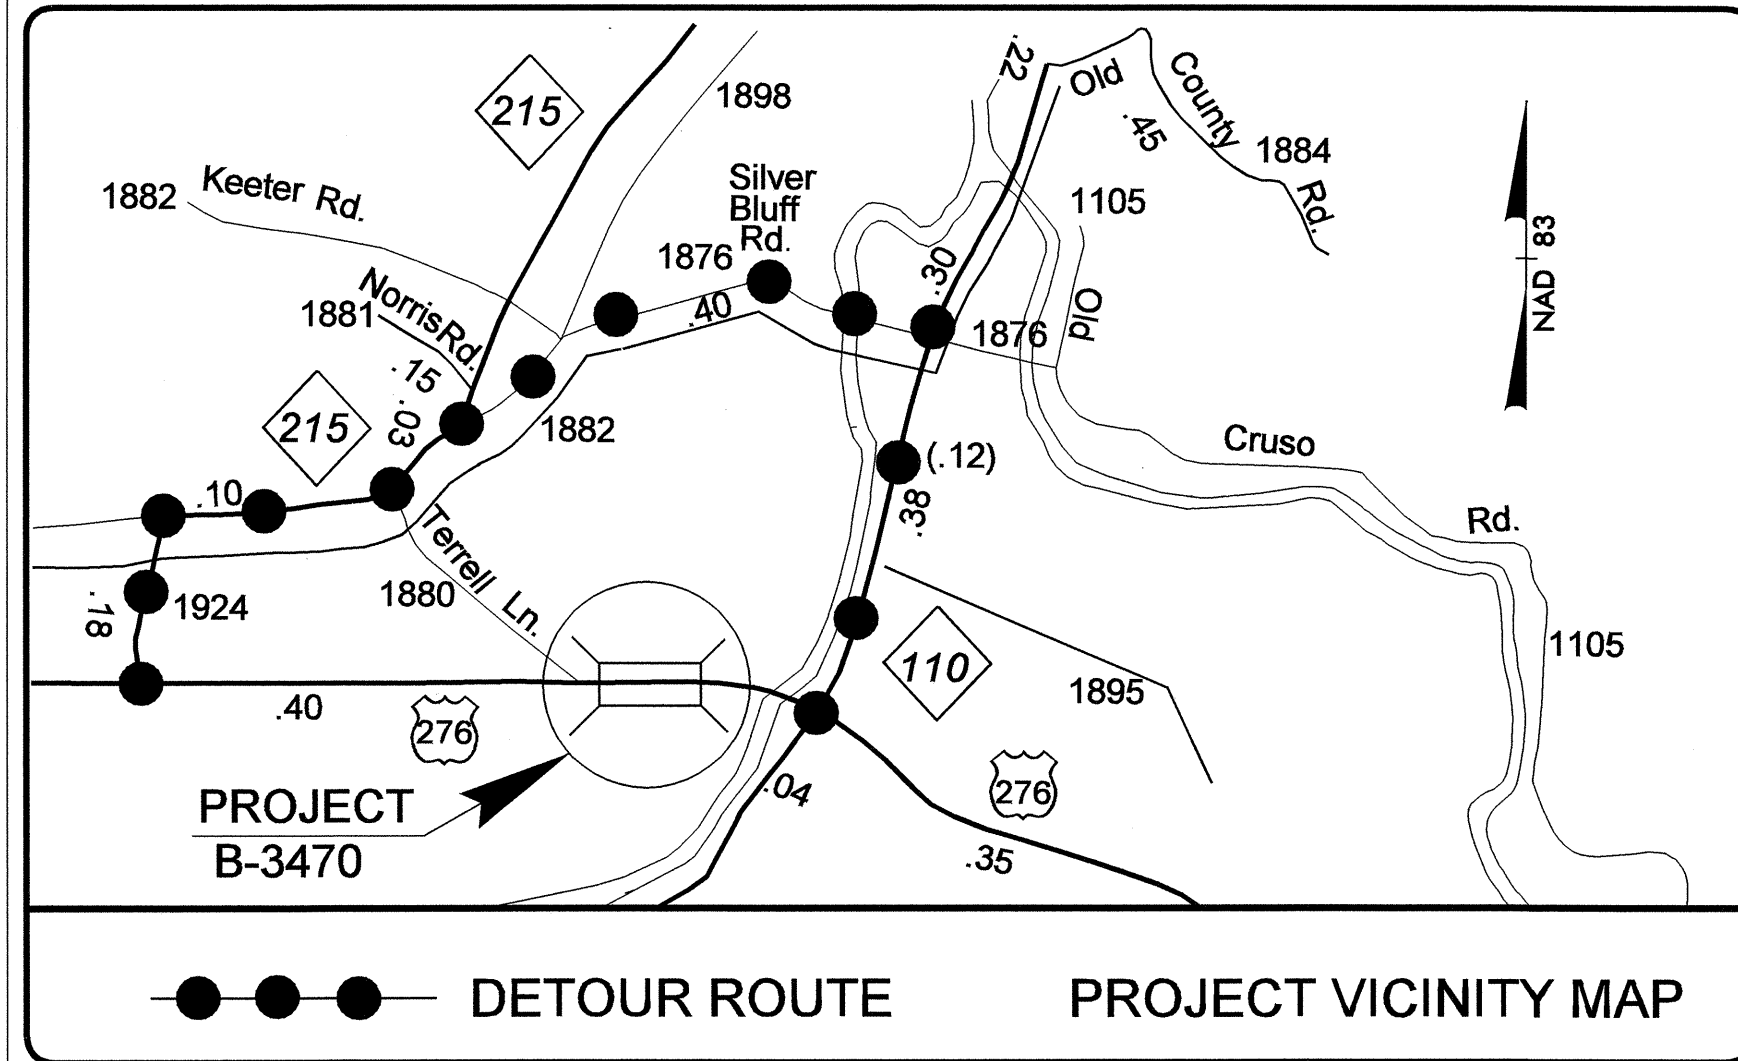 .22
Old
County
Rd.
.45
1884
215
1898
1882
Keeter Rd.
Silver
Bluff
Rd.
1876
.40
1105
Old
.30
1876
NAD 83
Norris Rd.
1881
.15
.03
215
1882
.10
(.12)
.38
Cruso
Rd.
1105
Terrell Ln.
1880
.18
1924
110
1895
.40
276
276
.04
.35
PROJECT
B-3470
DETOUR ROUTE
PROJECT VICINITY MAP